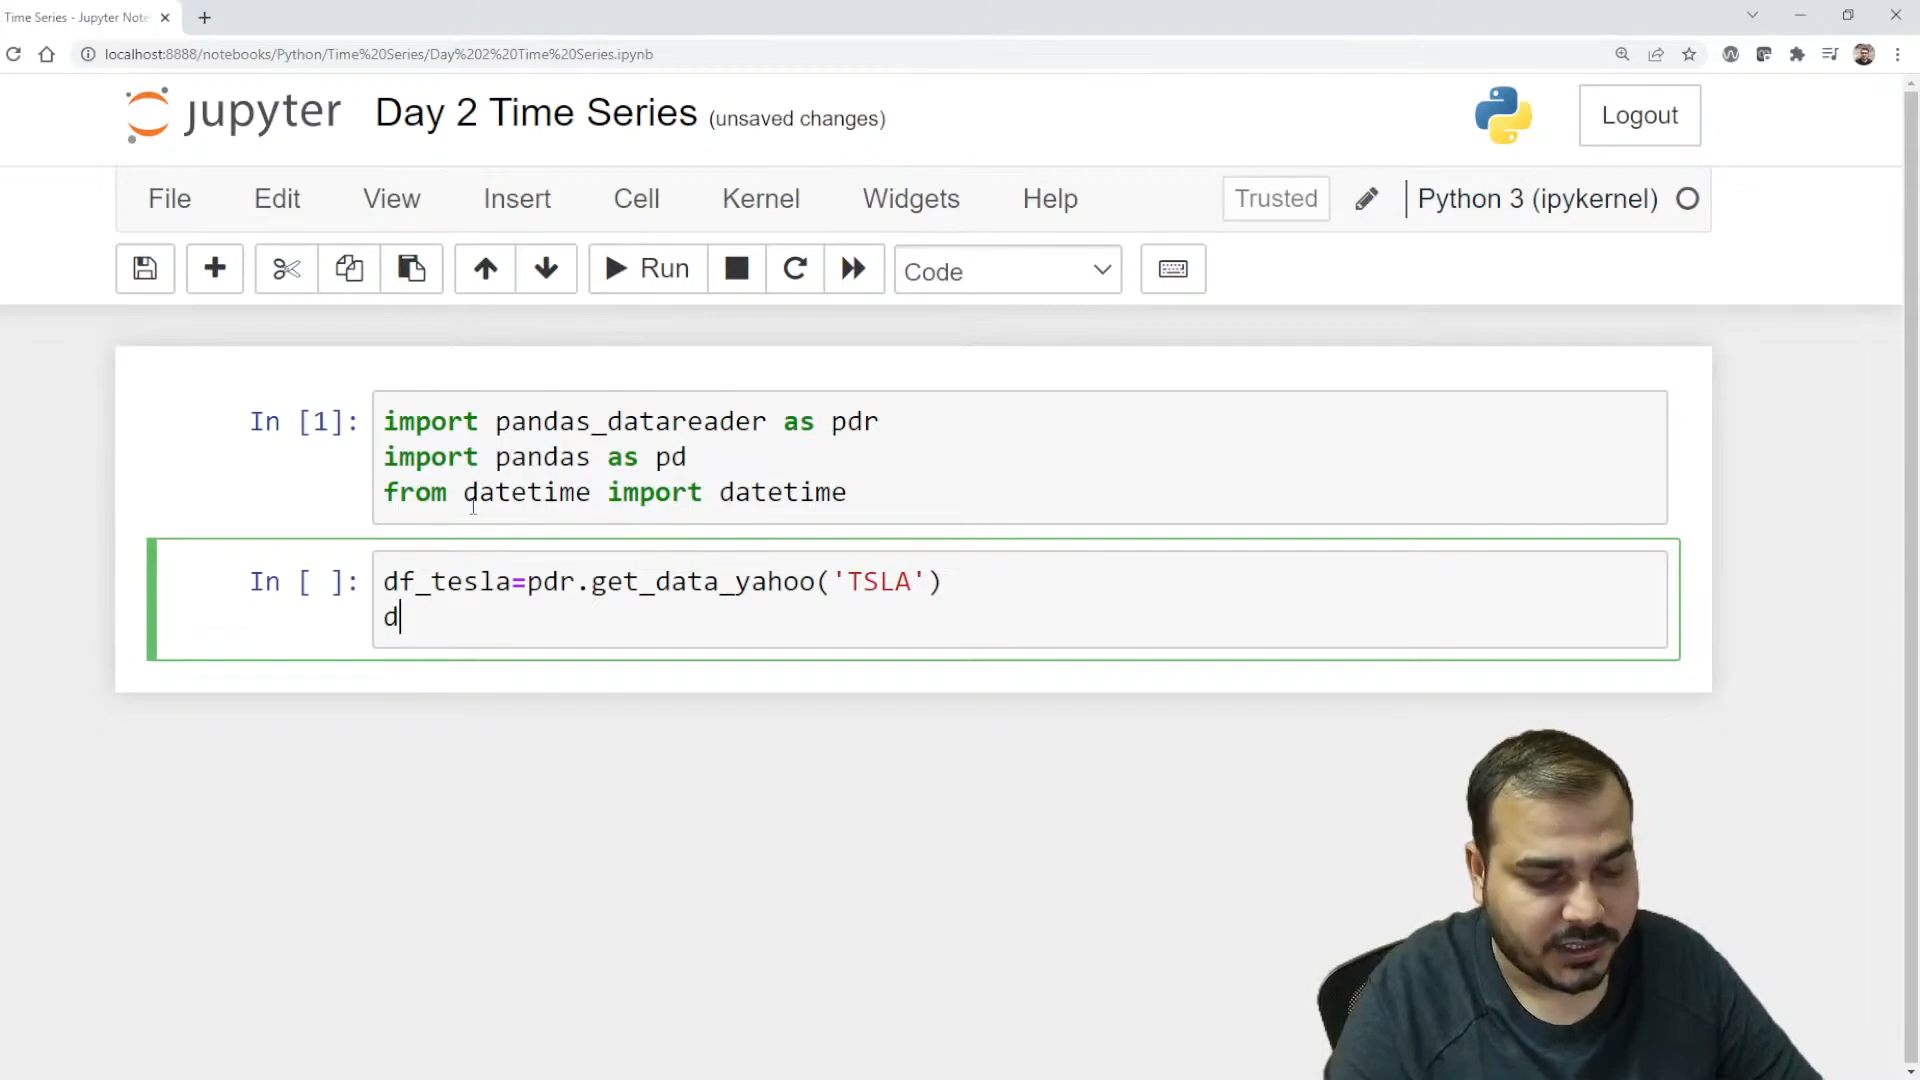 Time Series - Jupyter Note
localhost:8888/notebooks/Python/Time%20Series/Day%202%20Time%20Series.ipynb
jupyter Day 2 Time Series (unsaved changes)
Logout
File Edit View Insert Cell Kernel Widgets Help Trusted Python 3 (ipykernel)
Run Code
In [1]: import pandas_datareader as pdr
import pandas as pd
from datetime import datetime
In [ ]: df_tesla=pdr.get_data_yahoo('TSLA')
d